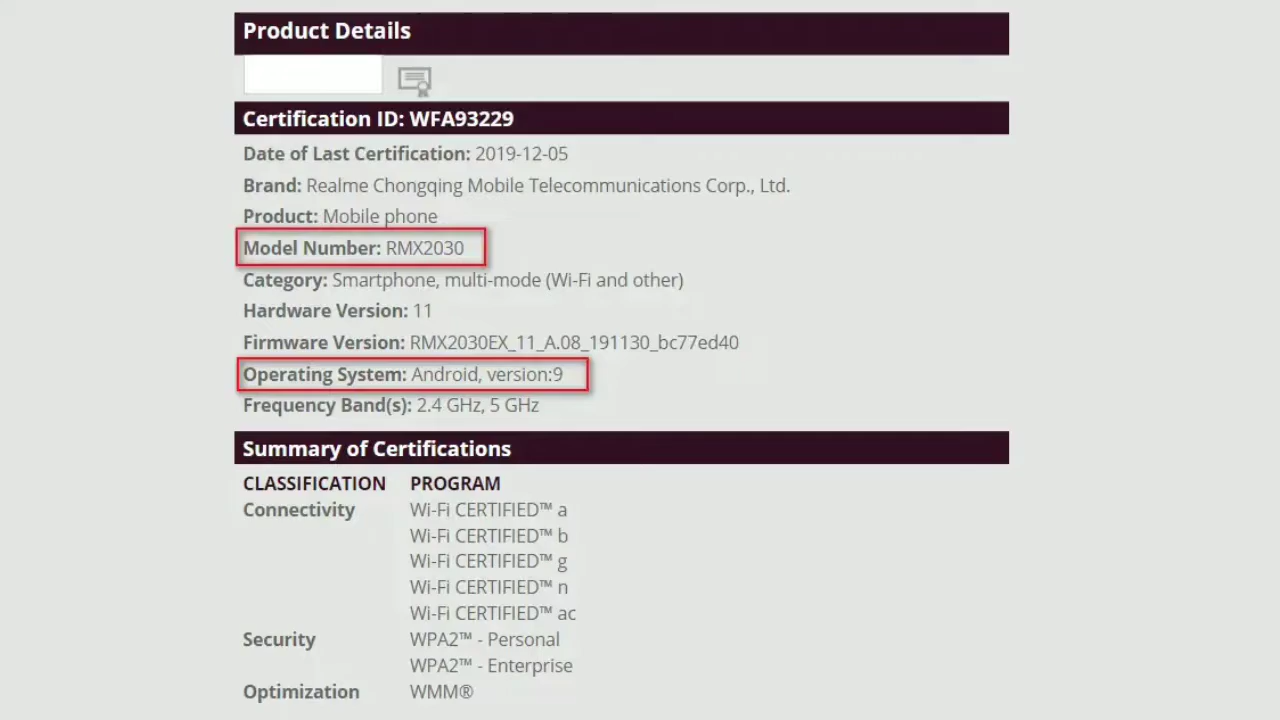 Product Details
Certification ID: WFA93229
Date of Last Certification: 2019-12-05
Brand: Realme Chongqing Mobile Telecommunications Corp., Ltd.
Product: Mobile phone
Model Number: RMX2030
Category: Smartphone, multi-mode (Wi-Fi and other)
Hardware Version: 11
Firmware Version: RMX2030EX_11_A.08_191130_bc77ed40
Operating System: Android, version:9
Frequency Band(s): 2.4 GHz, 5 GHz
Summary of Certifications
CLASSIFICATION PROGRAM
Connectivity Wi-Fi CERTIFIED™ a
Wi-Fi CERTIFIED™ b
Wi-Fi CERTIFIED™ g
Wi-Fi CERTIFIED™ n
Wi-Fi CERTIFIED™ ac
Security WPA2™ - Personal
WPA2™ - Enterprise
Optimization WMM®